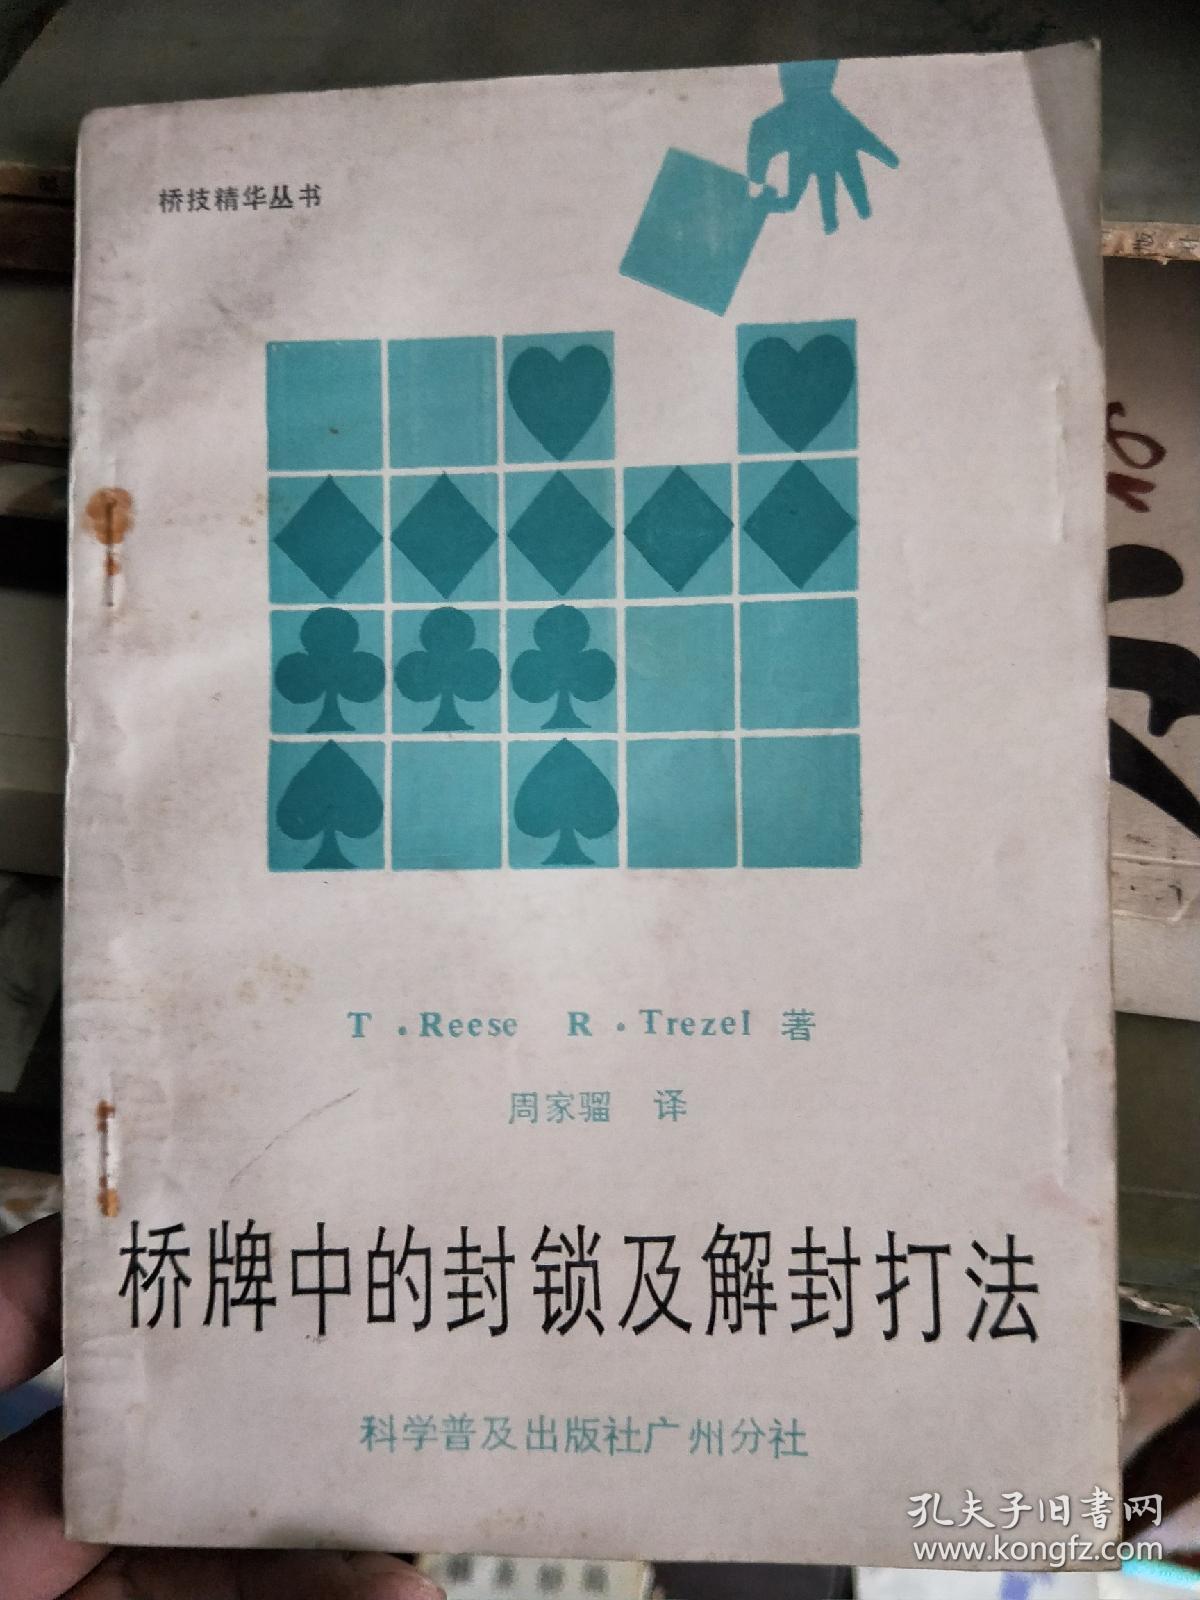 桥技精华丛书
T．Reese　R．Trezel 著
周家骝　译
桥牌中的封锁及解封打法
科学普及出版社广州分社
孔夫子旧书网
www.kongfz.com